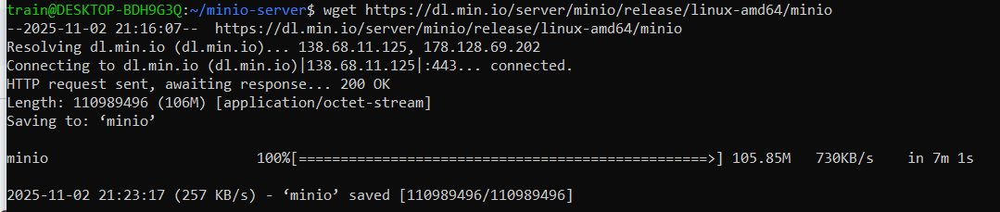 train@DESKTOP-BDH9G3Q:~/minio-server$ wget https://dl.min.io/server/minio/release/linux-amd64/minio
--2025-11-02 21:16:07--  https://dl.min.io/server/minio/release/linux-amd64/minio
Resolving dl.min.io (dl.min.io)... 138.68.11.125, 178.128.69.202
Connecting to dl.min.io (dl.min.io)|138.68.11.125|:443... connected.
HTTP request sent, awaiting response... 200 OK
Length: 110989496 (106M) [application/octet-stream]
Saving to: ‘minio’
minio                         100%[=================================================>] 105.85M   730KB/s    in 7m 1s
2025-11-02 21:23:17 (257 KB/s) - ‘minio’ saved [110989496/110989496]